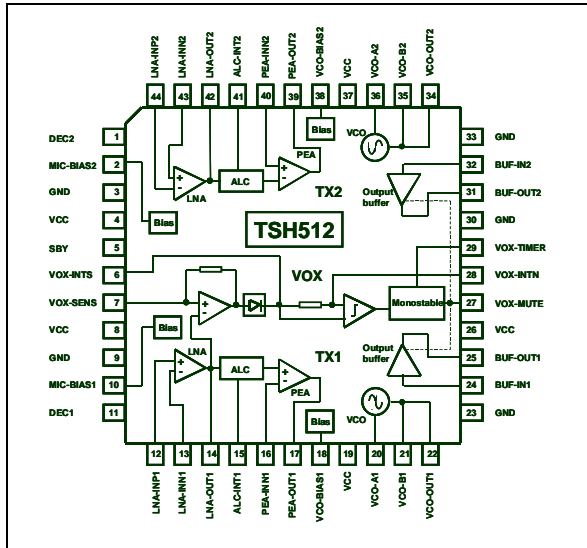 LNA-INP2
LNA-INN2
LNA-OUT2
ALC-INT2
PEA-INN2
PEA-OUT2
VCO-BIAS2
VCC
VCO-A2
VCO-B2
VCO-OUT2
44 43 42 41 40 39 38 37 36 35 34
DEC2 1
MIC-BIAS2 2
GND 3
VCC 4
SBY 5
VOX-INTS 6
VOX-SENS 7
VCC 8
GND 9
MIC-BIAS1 10
DEC1 11
Bias
VCO
PEA
+
-
LNA
ALC
+
-
TX2
Output
buffer
Bias
TSH512
VOX
+
-
Monostable
Bias
LNA
+
-
ALC
+
-
PEA
TX1
Output
buffer
Bias
VCO
33 GND
32 BUF-IN2
31 BUF-OUT2
30 GND
29 VOX-TIMER
28 VOX-INTN
27 VOX-MUTE
26 VCC
25 BUF-OUT1
24 BUF-IN1
23 GND
12 13 14 15 16 17 18 19 20 21 22
LNA-INP1
LNA-INN1
LNA-OUT1
ALC-INT1
PEA-INN1
PEA-OUT1
VCO-BIAS1
VCC
VCO-A1
VCO-B1
VCO-OUT1